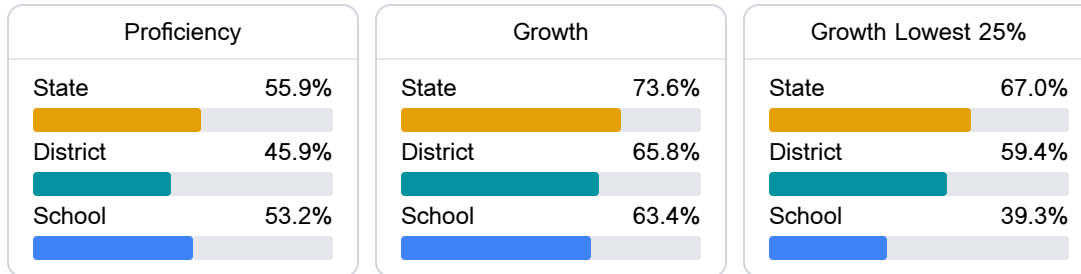 Proficiency
State 55.9%
District 45.9%
School 53.2%
Growth
State 73.6%
District 65.8%
School 63.4%
Growth Lowest 25%
State 67.0%
District 59.4%
School 39.3%